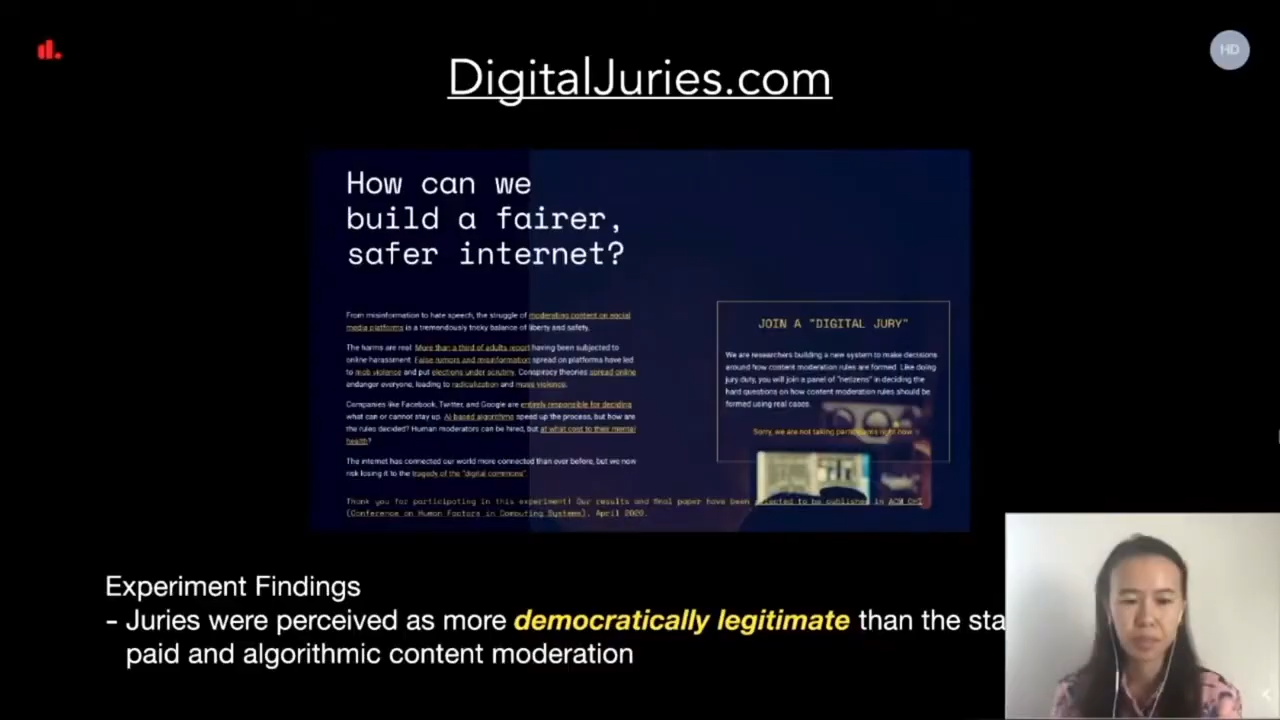 DigitalJuries.com
HD
How can we
build a fairer,
safer internet?
From misinformation to hate speech, the struggle of moderating content on social
media platforms is a tremendously tricky balance of liberty and safety.
The harms are real. More than a third of adults report having been subjected to
online harassment. False rumors and misinformation spread on platforms have led
to mob violence and put elections under scrutiny. Conspiracy theories spread online
endanger everyone, leading to radicalization and mass violence.
Companies like Facebook, Twitter, and Google are entirely responsible for deciding
what can or cannot stay up. AI-based algorithms speed up the process, but how are
the rules decided? Human moderators can be hired, but at what cost to their mental
health?
The internet has connected our world more connected than ever before, but we now
risk losing it to the tragedy of the "digital commons".
JOIN A "DIGITAL JURY"
We are researchers building a new system to make decisions
around how content moderation rules are formed. Like doing
jury duty, you will join a panel of "netizens" in deciding the
hard questions on how content moderation rules should be
formed using real cases.
Sorry, we are not taking participants right now.
Thank you for participating in this experiment! Our results and final paper have been selected to be published in ACM CHI
(Conference on Human Factors in Computing Systems), April 2020.
Experiment Findings
- Juries were perceived as more democratically legitimate than the sta
paid and algorithmic content moderation